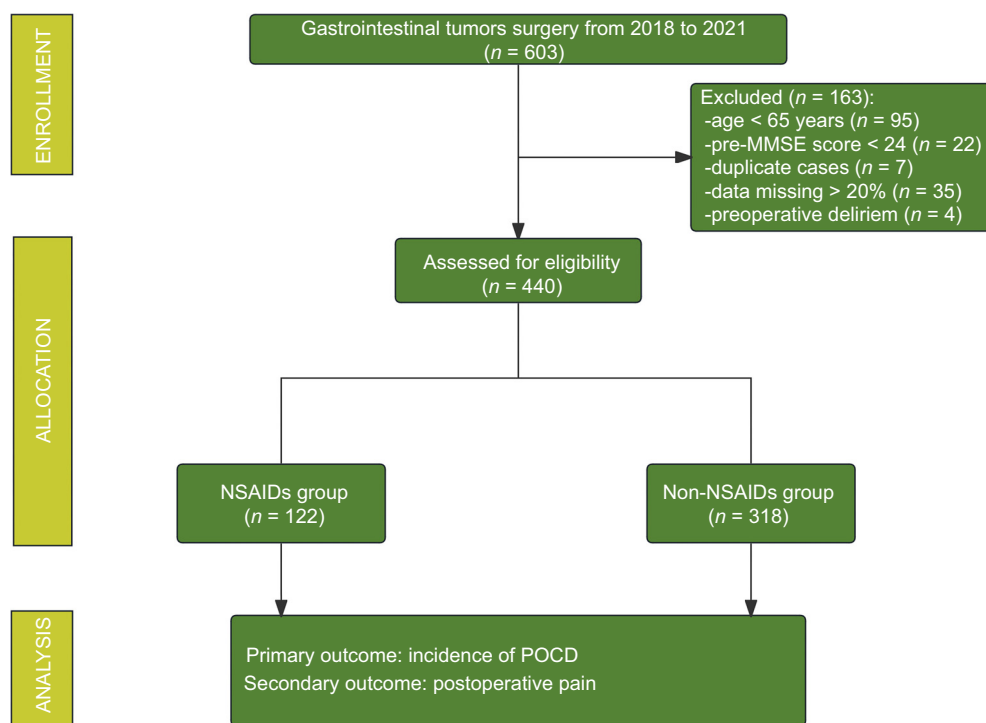 ENROLLMENT
Gastrointestinal tumors surgery from 2018 to 2021
(n = 603)
Excluded (n = 163):
-age < 65 years (n = 95)
-pre-MMSE score < 24 (n = 22)
-duplicate cases (n = 7)
-data missing > 20% (n = 35)
-preoperative deliriem (n = 4)
ALLOCATION
Assessed for eligibility
(n = 440)
NSAIDs group
(n = 122)
Non-NSAIDs group
(n = 318)
ANALYSIS
Primary outcome: incidence of POCD
Secondary outcome: postoperative pain